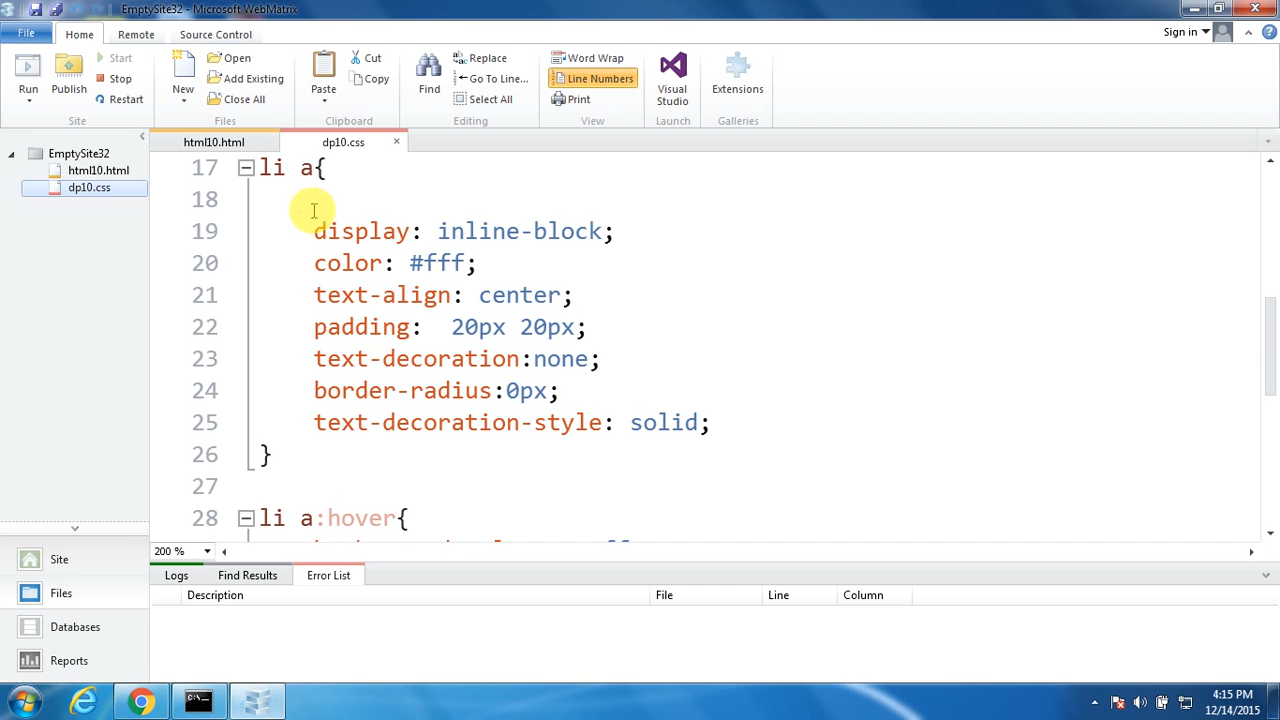 EmptySite32 - Microsoft WebMatrix
File Home Remote Source Control Sign in
Run Publish Start Stop Restart Site
New Open Add Existing Close All Files
Paste Cut Copy Clipboard
Find Replace Go To Line... Select All Editing
Word Wrap Line Numbers Print View
Visual Studio Launch
Extensions Galleries
html10.html dp10.css
EmptySite32
html10.html
dp10.css
17 li a{
18
19 display: inline-block;
20 color: #fff;
21 text-align: center;
22 padding:  20px 20px;
23 text-decoration:none;
24 border-radius:0px;
25 text-decoration-style: solid;
26 }
27
28 li a:hover{
200 %
Site
Files
Databases
Reports
Logs Find Results Error List
Description File Line Column
4:15 PM
12/14/2015